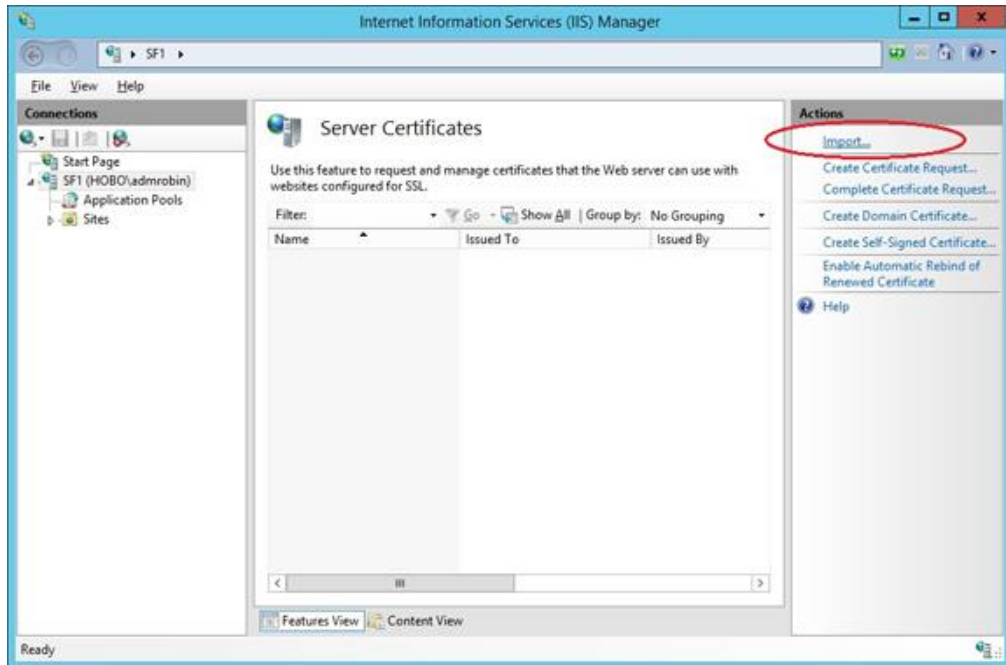 Internet Information Services (IIS) Manager
SF1
File View Help
Connections
Start Page
SF1 (HOBO\admrobin)
Application Pools
Sites
Server Certificates
Use this feature to request and manage certificates that the Web server can use with
websites configured for SSL.
Filter: Go Show All Group by: No Grouping
Name Issued To Issued By
Features View Content View
Actions
Import...
Create Certificate Request...
Complete Certificate Request...
Create Domain Certificate...
Create Self-Signed Certificate...
Enable Automatic Rebind of
Renewed Certificate
Help
Ready